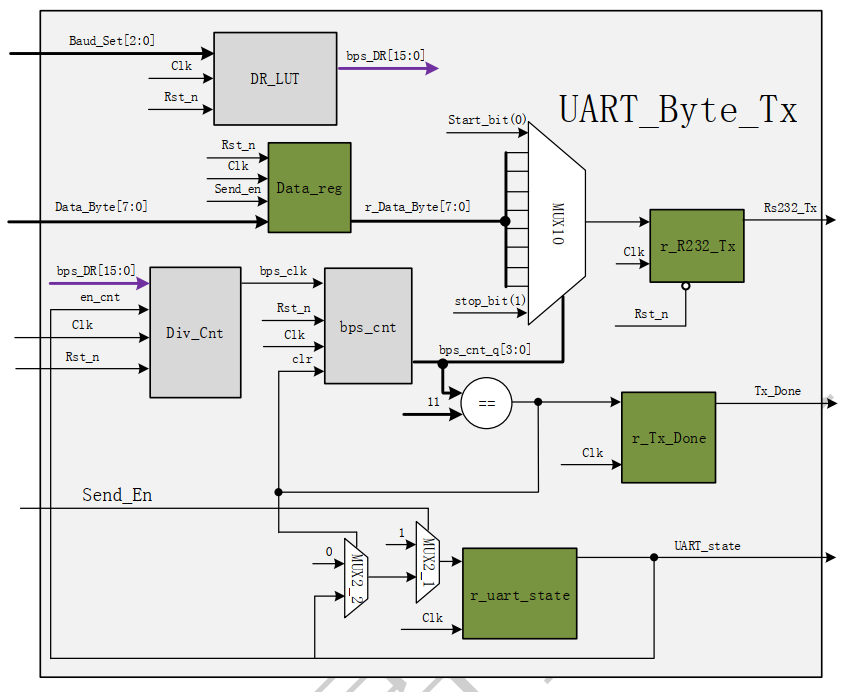 Baud_Set[2:0]
Clk
Rst_n
DR_LUT
bps_DR[15:0]
UART_Byte_Tx
Start_bit(0)
Rst_n
Clk
Send_en
Data_Byte[7:0]
Data_reg
r_Data_Byte[7:0]
MUX10
stop_bit(1)
Clk
Rst_n
r_R232_Tx
Rs232_Tx
bps_DR[15:0]
en_cnt
Clk
Rst_n
Div_Cnt
bps_clk
Rst_n
Clk
clr
bps_cnt
bps_cnt_q[3:0]
11
==
Clk
r_Tx_Done
Tx_Done
Send_En
0
MUX2_2
1
MUX2_1
Clk
r_uart_state
UART_state